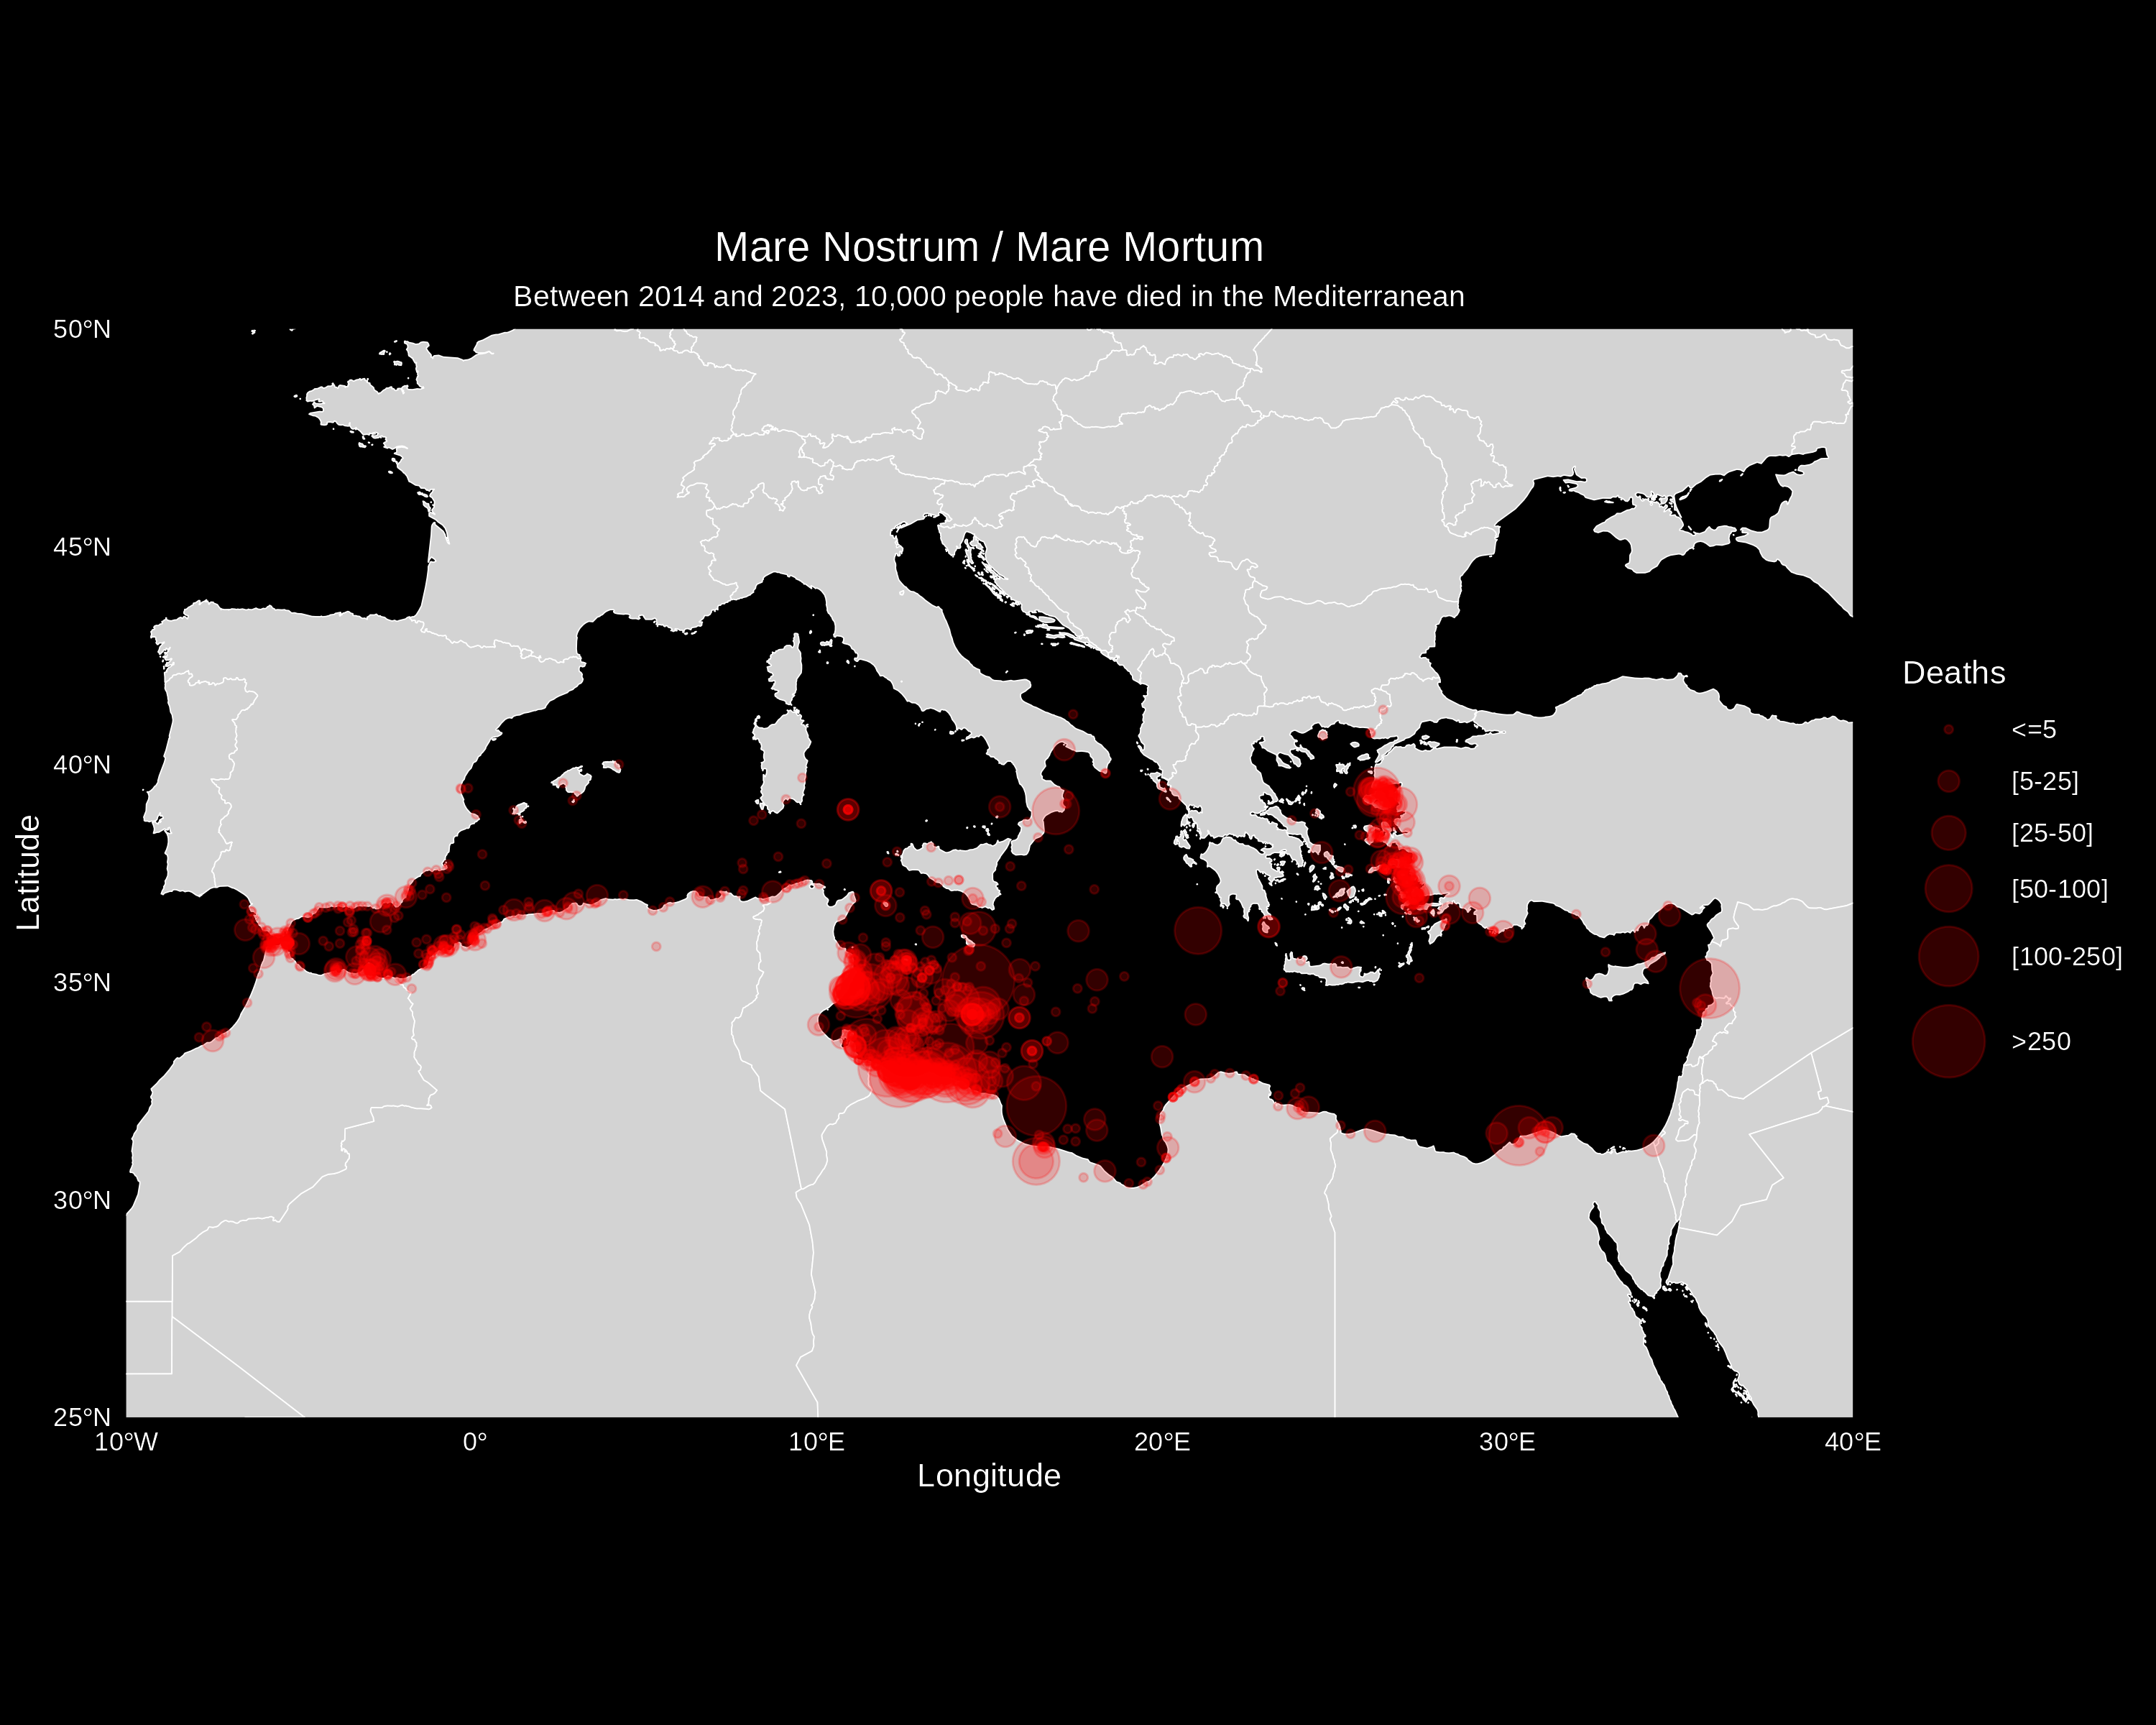 Mare Nostrum / Mare Mortum
Between 2014 and 2023, 10,000 people have died in the Mediterranean
50°N
45°N
40°N
35°N
30°N
25°N
Latitude
10°W
0°
10°E
20°E
30°E
40°E
Longitude
Deaths
<=5
[5-25]
[25-50]
[50-100]
[100-250]
>250